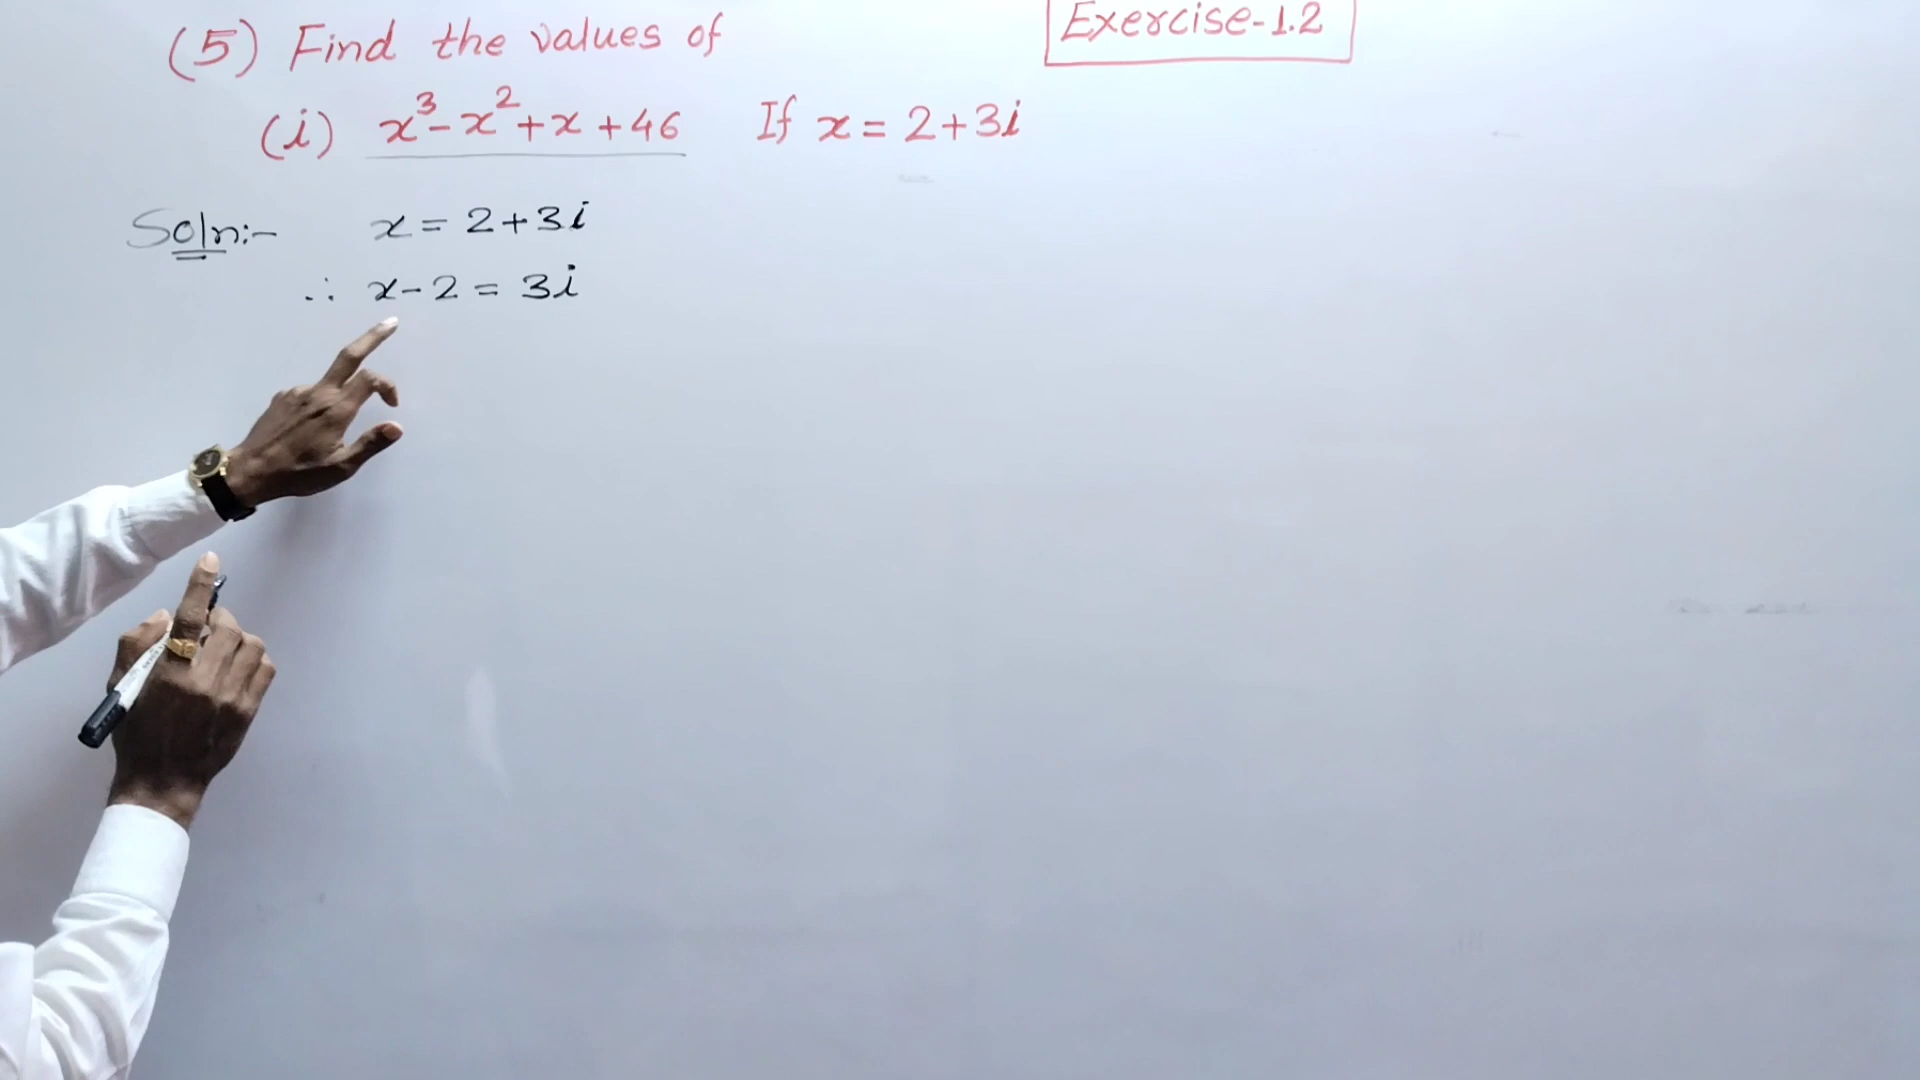 (5) Find the values of
Exercise-1.2
(i) x³-x²+x+46 If x = 2+3i
Soln:- x = 2+3i
∴ x-2 = 3i